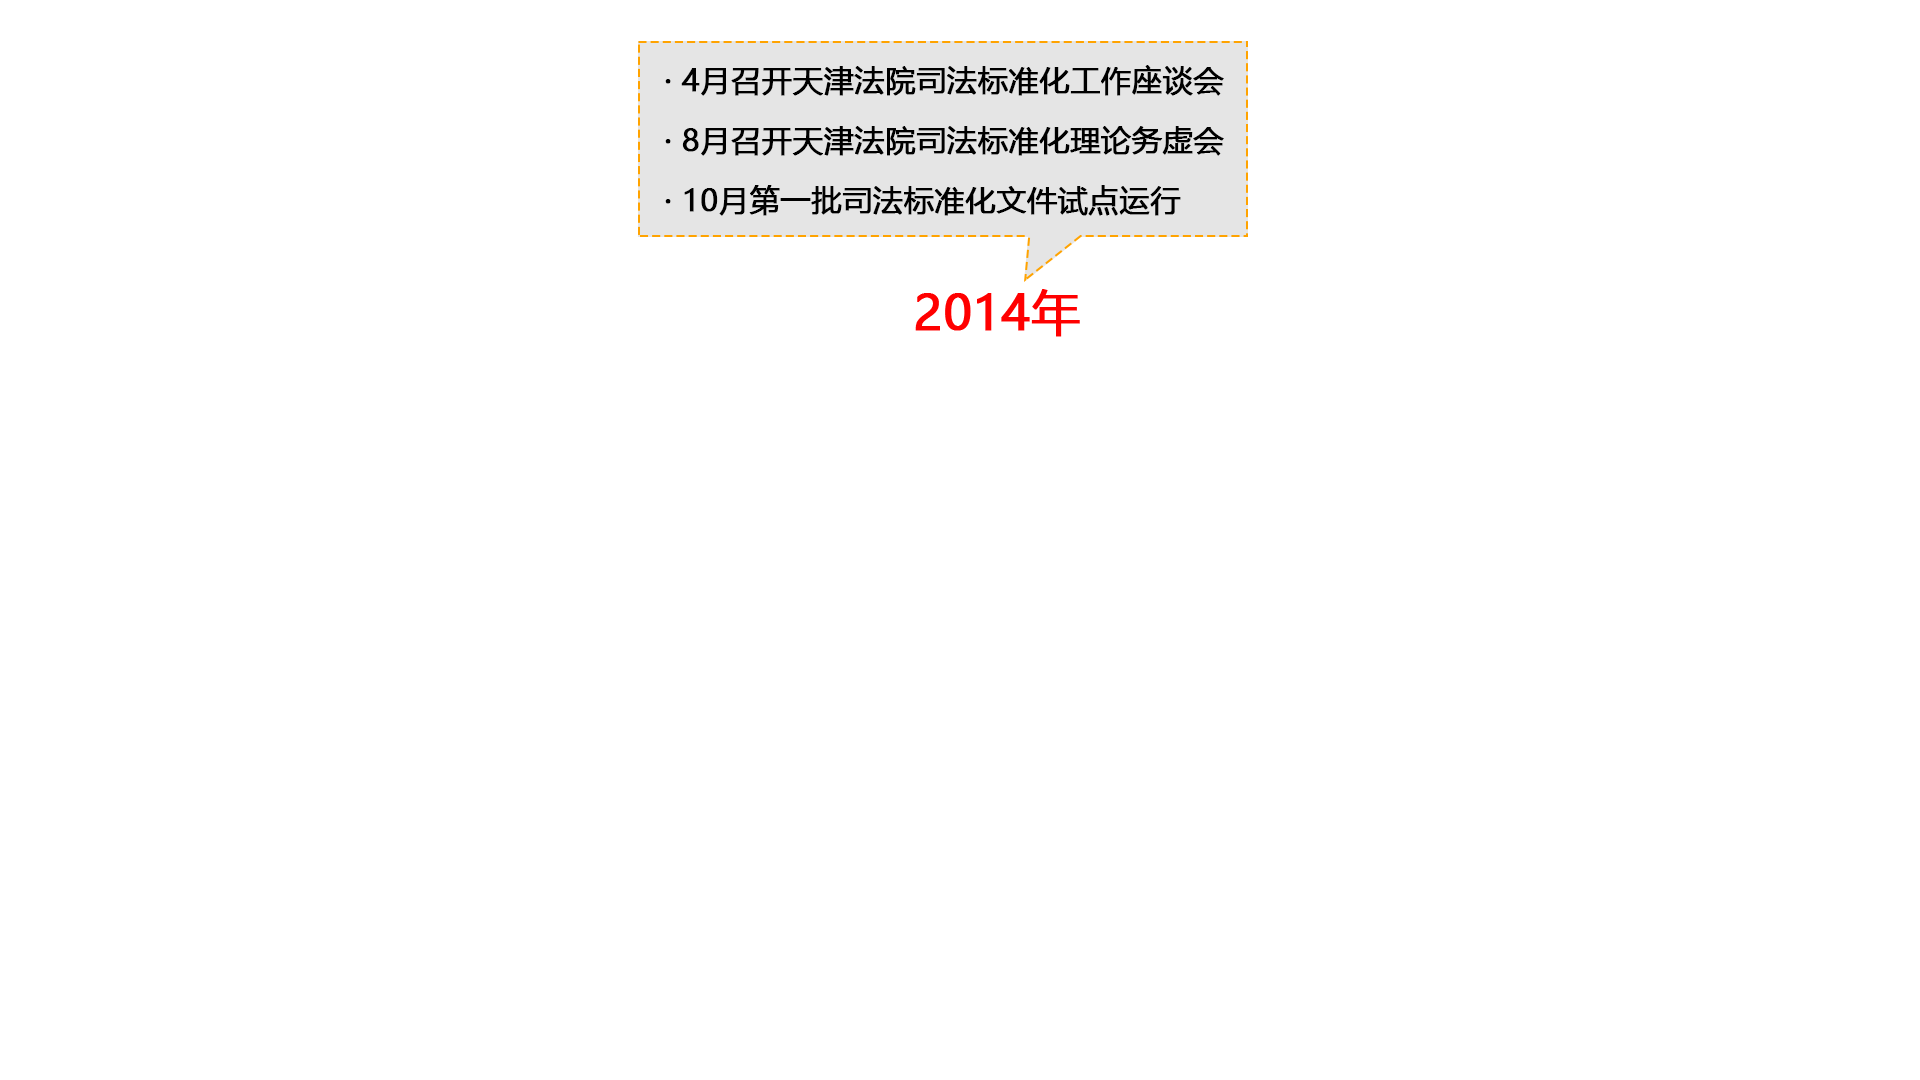 · 4月召开天津法院司法标准化工作座谈会
· 8月召开天津法院司法标准化理论务虚会
· 10月第一批司法标准化文件试点运行
2014年